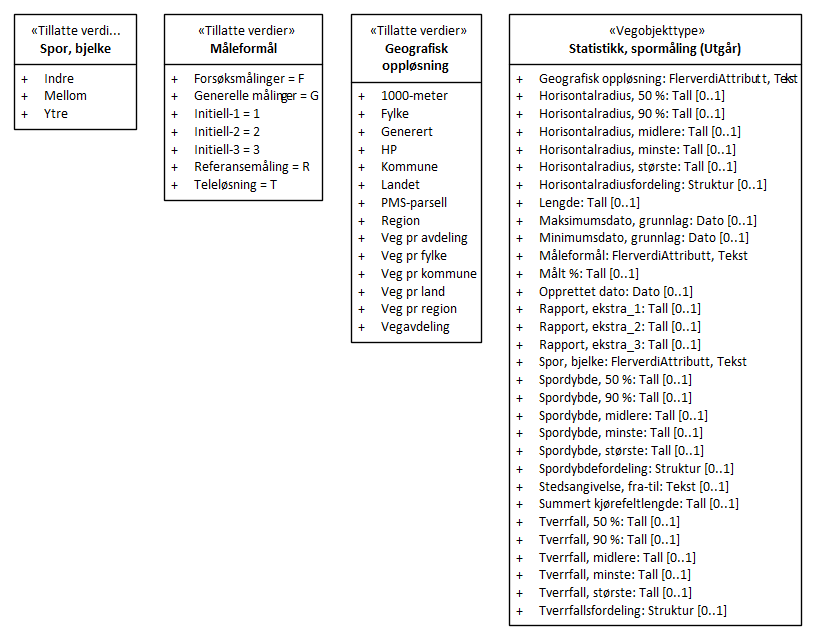 «Tillatte verdi...
Spor, bjelke
+ Indre
+ Mellom
+ Ytre
«Tillatte verdier»
Måleformål
+ Forsøksmålinger = F
+ Generelle målinger = G
+ Initiell-1 = 1
+ Initiell-2 = 2
+ Initiell-3 = 3
+ Referansemåling = R
+ Teleløsning = T
«Tillatte verdier»
Geografisk
oppløsning
+ 1000-meter
+ Fylke
+ Generert
+ HP
+ Kommune
+ Landet
+ PMS-parsell
+ Region
+ Veg pr avdeling
+ Veg pr fylke
+ Veg pr kommune
+ Veg pr land
+ Veg pr region
+ Vegavdeling
«Vegobjekttype»
Statistikk, spormåling (Utgår)
+ Geografisk oppløsning: FlerverdiAttributt, Tekst
+ Horisontalradius, 50 %: Tall [0..1]
+ Horisontalradius, 90 %: Tall [0..1]
+ Horisontalradius, midlere: Tall [0..1]
+ Horisontalradius, minste: Tall [0..1]
+ Horisontalradius, største: Tall [0..1]
+ Horisontalradiusfordeling: Struktur [0..1]
+ Lengde: Tall [0..1]
+ Maksimumsdato, grunnlag: Dato [0..1]
+ Minimumsdato, grunnlag: Dato [0..1]
+ Måleformål: FlerverdiAttributt, Tekst
+ Målt %: Tall [0..1]
+ Opprettet dato: Dato [0..1]
+ Rapport, ekstra_1: Tall [0..1]
+ Rapport, ekstra_2: Tall [0..1]
+ Rapport, ekstra_3: Tall [0..1]
+ Spor, bjelke: FlerverdiAttributt, Tekst
+ Spordybde, 50 %: Tall [0..1]
+ Spordybde, 90 %: Tall [0..1]
+ Spordybde, midlere: Tall [0..1]
+ Spordybde, minste: Tall [0..1]
+ Spordybde, største: Tall [0..1]
+ Spordybdefordeling: Struktur [0..1]
+ Stedsangivelse, fra-til: Tekst [0..1]
+ Summert kjørefeltlengde: Tall [0..1]
+ Tverrfall, 50 %: Tall [0..1]
+ Tverrfall, 90 %: Tall [0..1]
+ Tverrfall, midlere: Tall [0..1]
+ Tverrfall, minste: Tall [0..1]
+ Tverrfall, største: Tall [0..1]
+ Tverrfallsfordeling: Struktur [0..1]